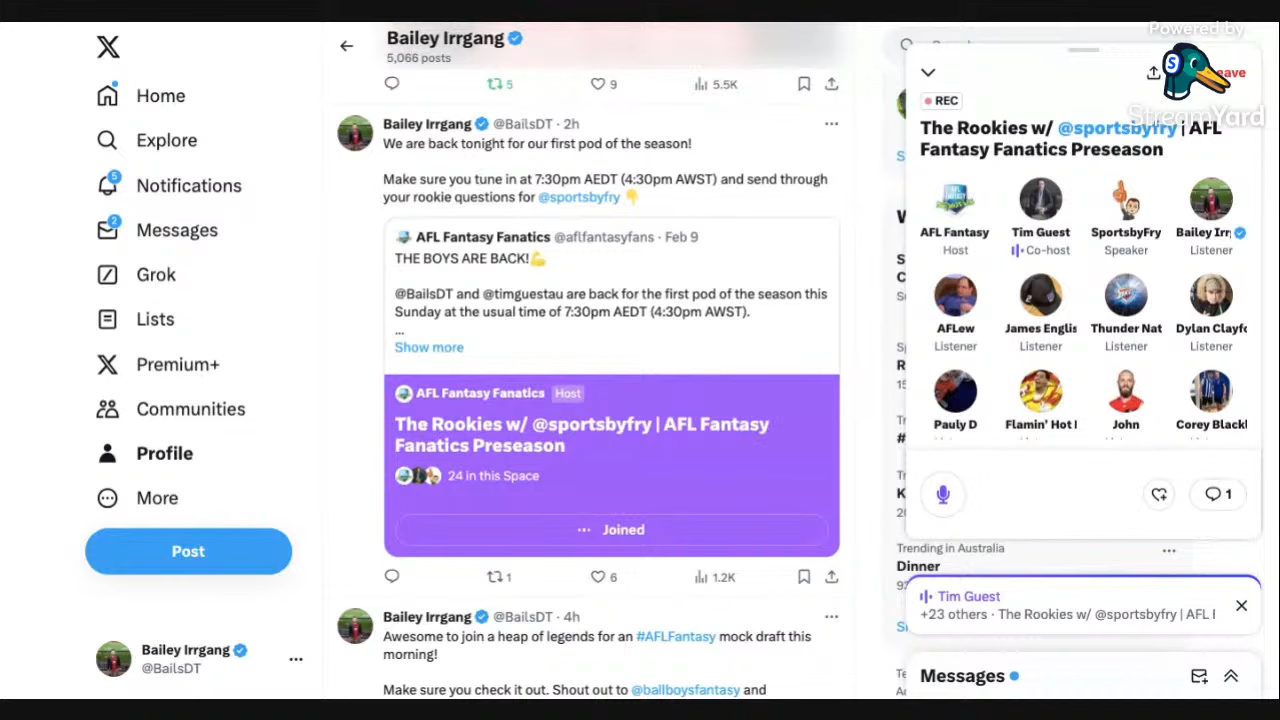 Powered by
StreamYard
Home
Explore
5
Notifications
2
Messages
Grok
Lists
Premium+
Communities
Profile
More
Post
Bailey Irrgang
@BailsDT
Bailey Irrgang
5,066 posts
5
9
5.5K
Bailey Irrgang @BailsDT · 2h
We are back tonight for our first pod of the season!
Make sure you tune in at 7:30pm AEDT (4:30pm AWST) and send through
your rookie questions for @sportsbyfry 👇
AFL Fantasy Fanatics @aflfantasyfans · Feb 9
THE BOYS ARE BACK!💪
@BailsDT and @timguestau are back for the first pod of the season this
Sunday at the usual time of 7:30pm AEDT (4:30pm AWST).
...
Show more
AFL Fantasy Fanatics Host
The Rookies w/ @sportsbyfry | AFL Fantasy
Fanatics Preseason
24 in this Space
··· Joined
1
6
1.2K
Bailey Irrgang @BailsDT · 4h
Awesome to join a heap of legends for an #AFLFantasy mock draft this
morning!
Make sure you check it out. Shout out to @ballboysfantasy and
REC
The Rookies w/ @sportsbyfry | AFL
Fantasy Fanatics Preseason
AFL Fantasy Tim Guest SportsbyFry Bailey Irr
Host Co-host Speaker Listener
AFLew James Englis Thunder Nat Dylan Clayfo
Listener Listener Listener Listener
Pauly D Flamin' Hot John Corey Blackl
1
Trending in Australia
Dinner
Tim Guest
+23 others · The Rookies w/ @sportsbyfry | AFL
Messages